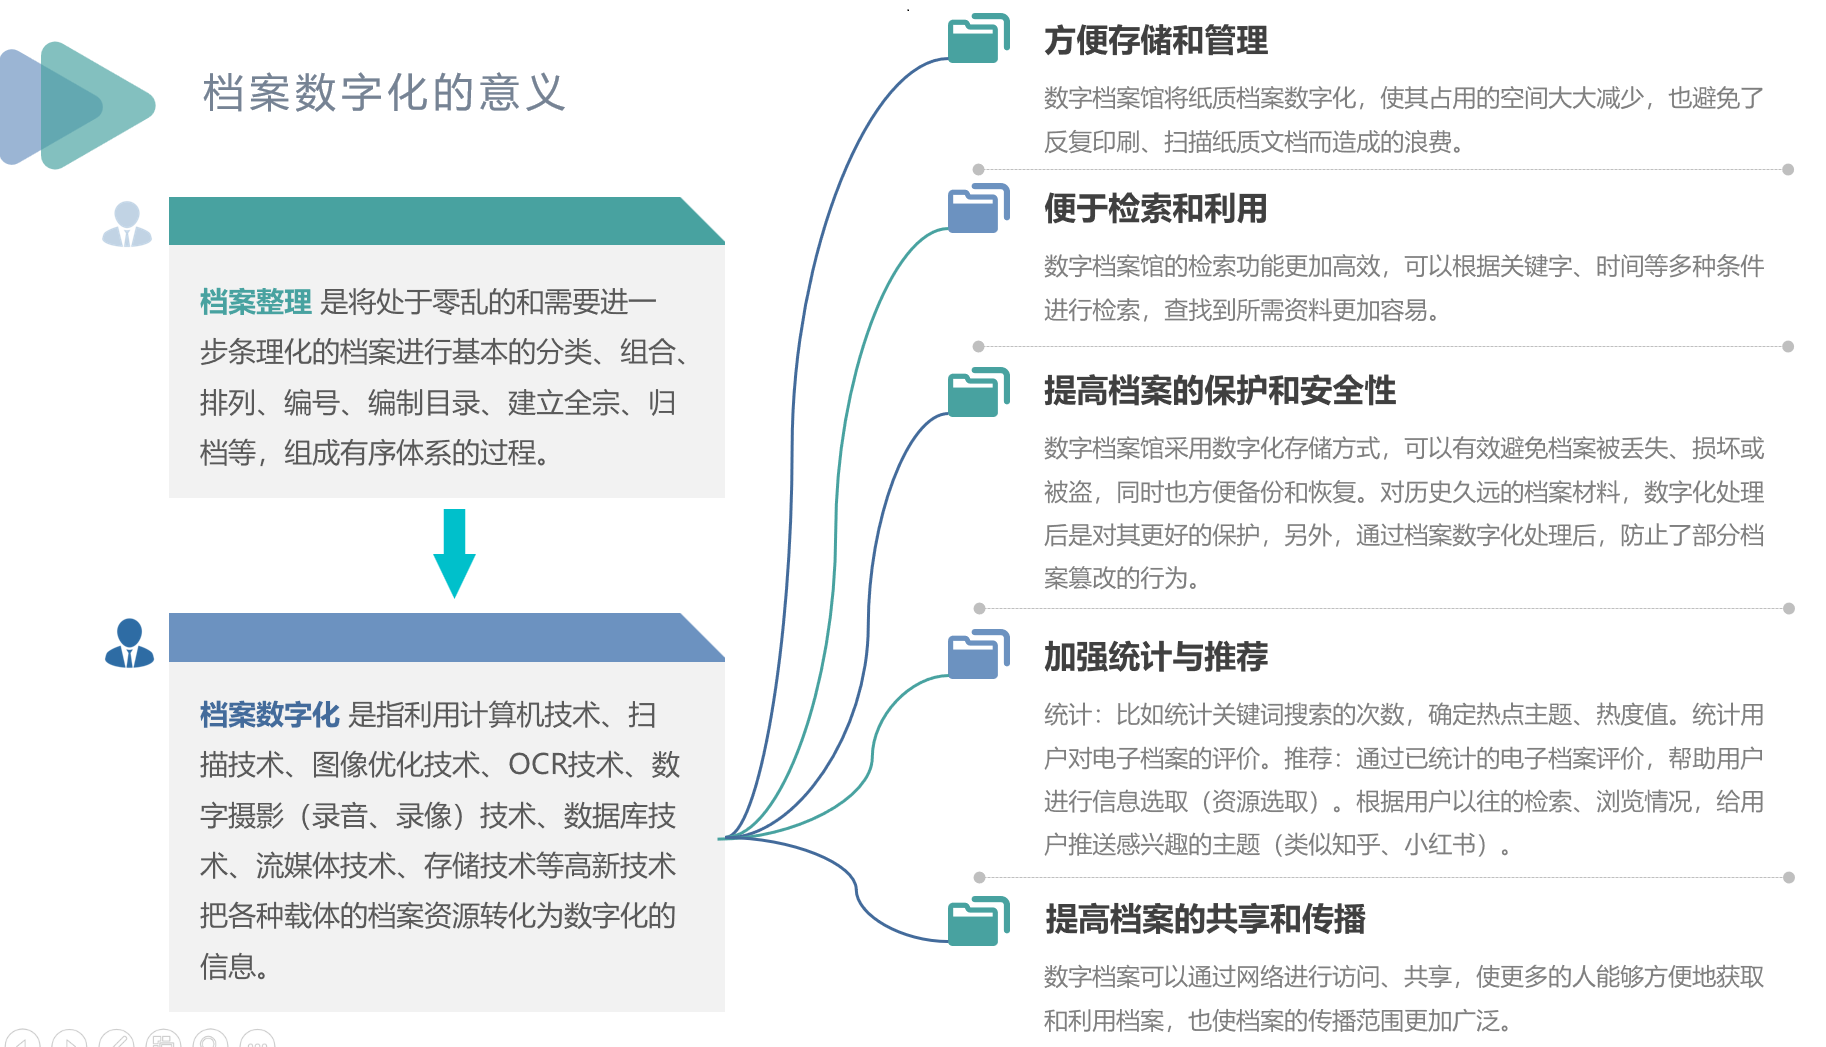 档案数字化的意义
档案整理 是将处于零乱的和需要进一
步条理化的档案进行基本的分类、组合、
排列、编号、编制目录、建立全宗、归
档等，组成有序体系的过程。
档案数字化 是指利用计算机技术、扫
描技术、图像优化技术、OCR技术、数
字摄影（录音、录像）技术、数据库技
术、流媒体技术、存储技术等高新技术
把各种载体的档案资源转化为数字化的
信息。
方便存储和管理
数字档案馆将纸质档案数字化，使其占用的空间大大减少，也避免了
反复印刷、扫描纸质文档而造成的浪费。
便于检索和利用
数字档案馆的检索功能更加高效，可以根据关键字、时间等多种条件
进行检索，查找到所需资料更加容易。
提高档案的保护和安全性
数字档案馆采用数字化存储方式，可以有效避免档案被丢失、损坏或
被盗，同时也方便备份和恢复。对历史久远的档案材料，数字化处理
后是对其更好的保护，另外，通过档案数字化处理后，防止了部分档
案篡改的行为。
加强统计与推荐
统计：比如统计关键词搜索的次数，确定热点主题、热度值。统计用
户对电子档案的评价。推荐：通过已统计的电子档案评价，帮助用户
进行信息选取（资源选取）。根据用户以往的检索、浏览情况，给用
户推送感兴趣的主题（类似知乎、小红书）。
提高档案的共享和传播
数字档案可以通过网络进行访问、共享，使更多的人能够方便地获取
和利用档案，也使档案的传播范围更加广泛。